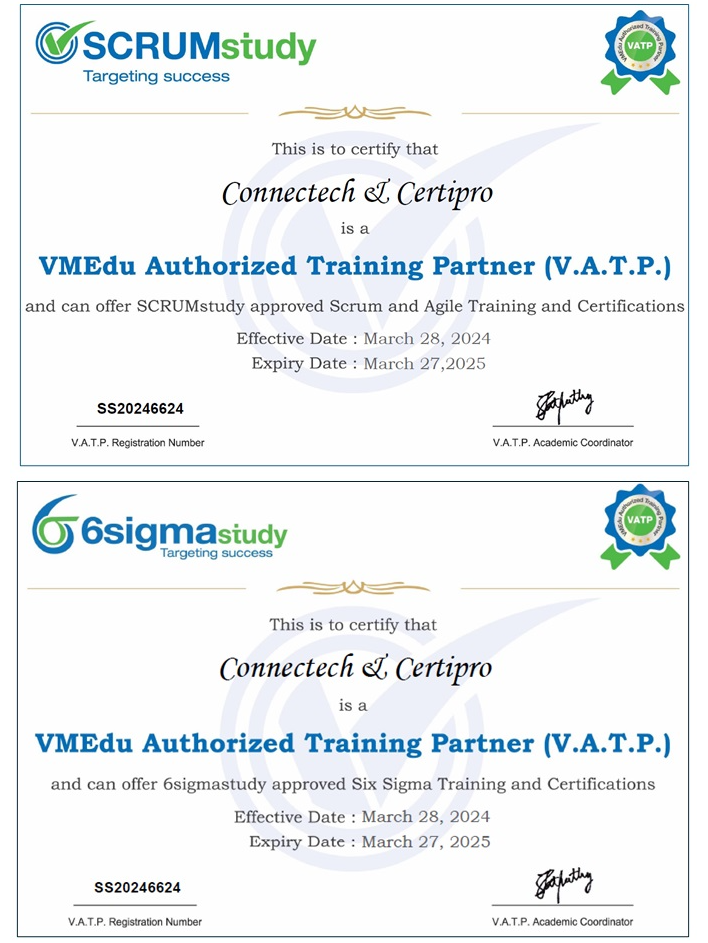 SCRUMstudy
Targeting success
VMEdu Authorized Training Partner
VATP
This is to certify that
Connectech & Certipro
is a
VMEdu Authorized Training Partner (V.A.T.P.)
and can offer SCRUMstudy approved Scrum and Agile Training and Certifications
Effective Date : March 28, 2024
Expiry Date : March 27,2025
SS20246624
V.A.T.P. Registration Number
V.A.T.P. Academic Coordinator
6sigmastudy
Targeting success
VMEdu Authorized Training Partner
VATP
This is to certify that
Connectech & Certipro
is a
VMEdu Authorized Training Partner (V.A.T.P.)
and can offer 6sigmastudy approved Six Sigma Training and Certifications
Effective Date : March 28, 2024
Expiry Date : March 27, 2025
SS20246624
V.A.T.P. Registration Number
V.A.T.P. Academic Coordinator